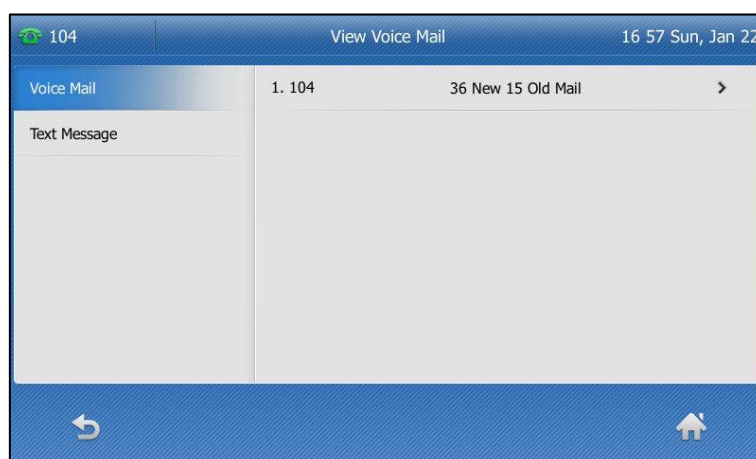 104 View Voice Mail 16 57 Sun, Jan 22
Voice Mail 1. 104 36 New 15 Old Mail
Text Message